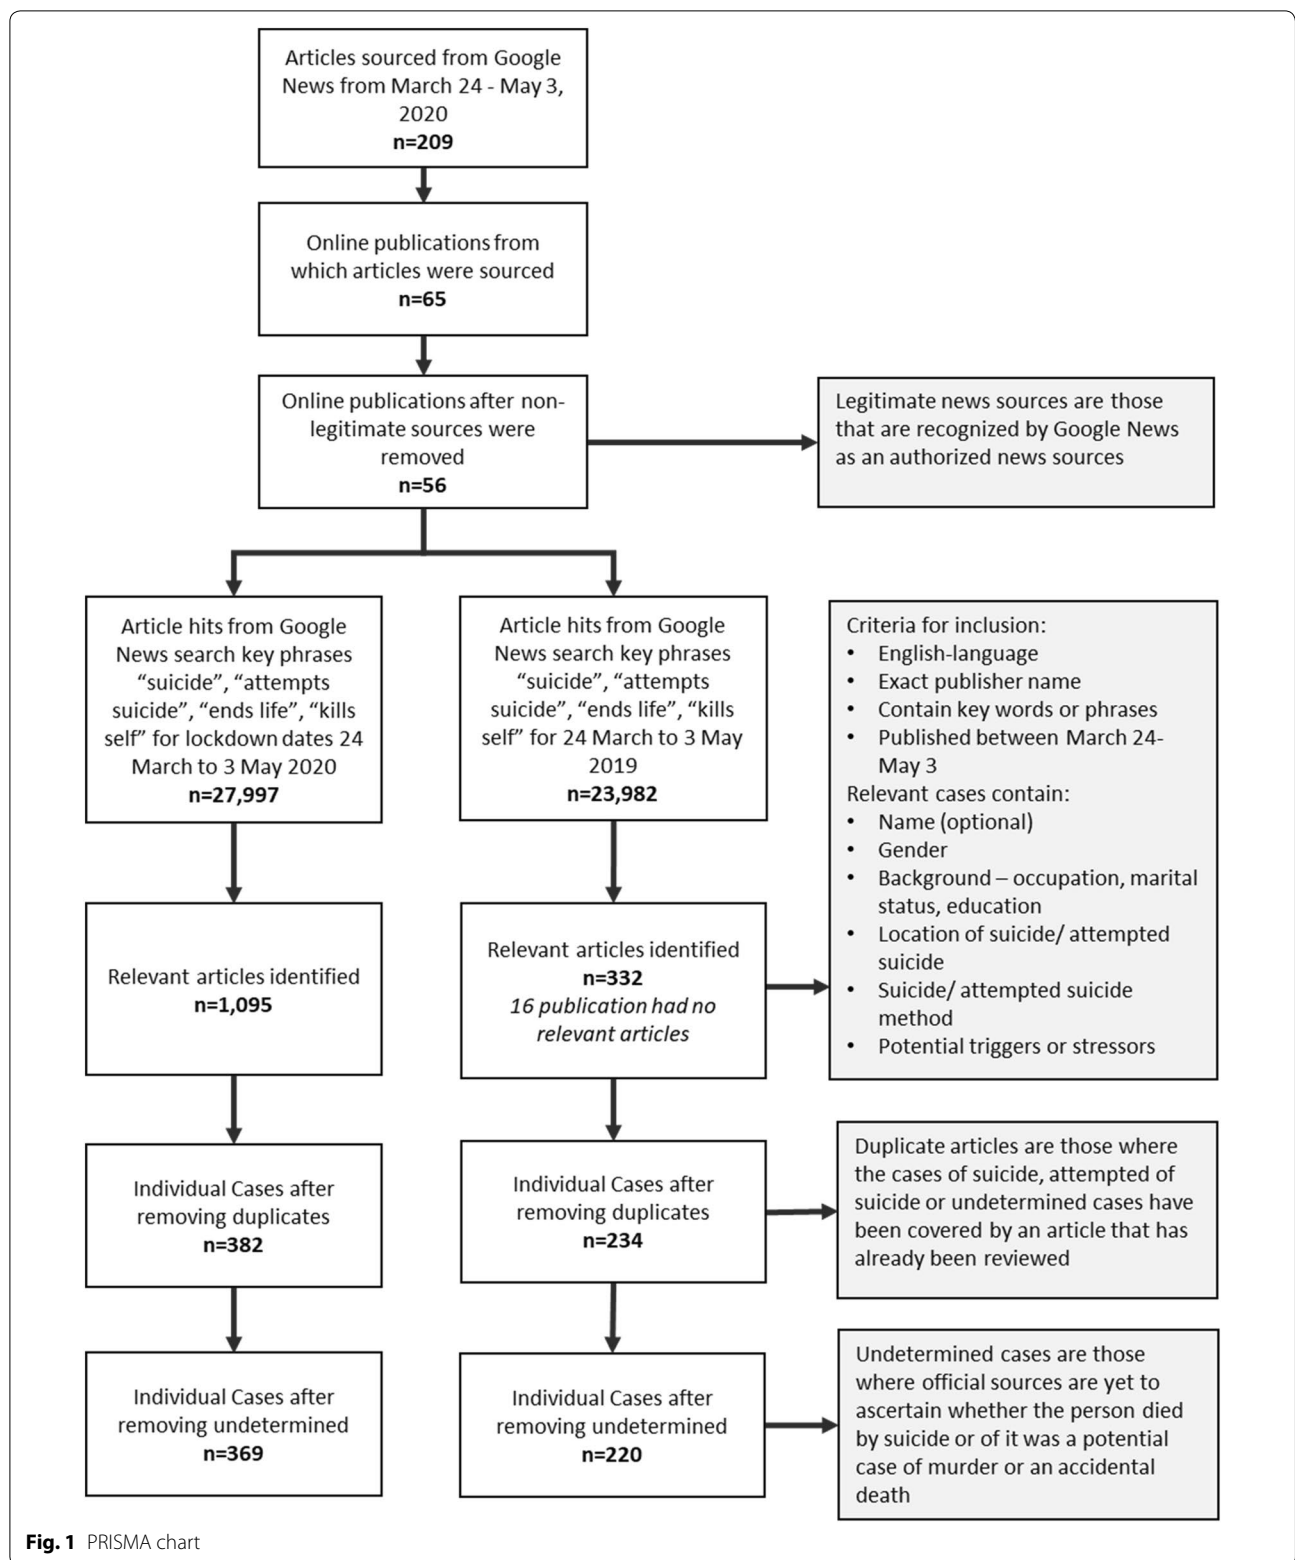 Articles sourced from Google
News from March 24 - May 3,
2020
n=209
Online publications from
which articles were sourced
n=65
Online publications after non-
legitimate sources were
removed
n=56
Legitimate news sources are those
that are recognized by Google News
as an authorized news sources
Article hits from Google
News search key phrases
“suicide”, “attempts
suicide”, “ends life”, “kills
self” for lockdown dates 24
March to 3 May 2020
n=27,997
Article hits from Google
News search key phrases
“suicide”, “attempts
suicide”, “ends life”, “kills
self” for 24 March to 3 May
2019
n=23,982
Criteria for inclusion:
• English-language
• Exact publisher name
• Contain key words or phrases
• Published between March 24-
May 3
Relevant cases contain:
• Name (optional)
• Gender
• Background – occupation, marital
status, education
• Location of suicide/ attempted
suicide
• Suicide/ attempted suicide
method
• Potential triggers or stressors
Relevant articles identified
n=1,095
Relevant articles identified
n=332
16 publication had no
relevant articles
Individual Cases after
removing duplicates
n=382
Individual Cases after
removing duplicates
n=234
Duplicate articles are those where
the cases of suicide, attempted of
suicide or undetermined cases have
been covered by an article that has
already been reviewed
Individual Cases after
removing undetermined
n=369
Individual Cases after
removing undetermined
n=220
Undetermined cases are those
where official sources are yet to
ascertain whether the person died
by suicide or of it was a potential
case of murder or an accidental
death
Fig. 1 PRISMA chart